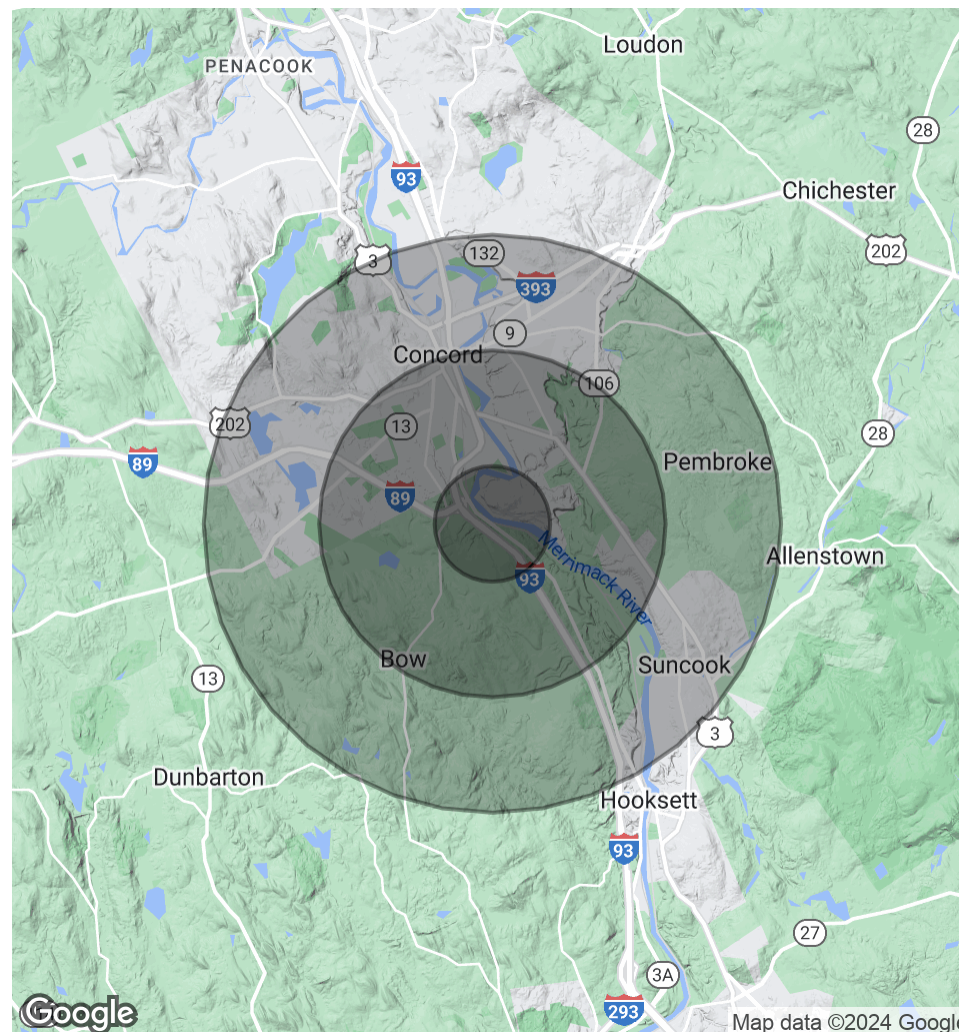 Loudon
PENACOOK
28
93
Chichester
3
132
202
393
9
Concord
106
202
13
28
89
Pembroke
89
Merrimack River
Allenstown
93
Bow
Suncook
13
3
Dunbarton
Hooksett
93
27
3A
293
Google
Map data ©2024 Google